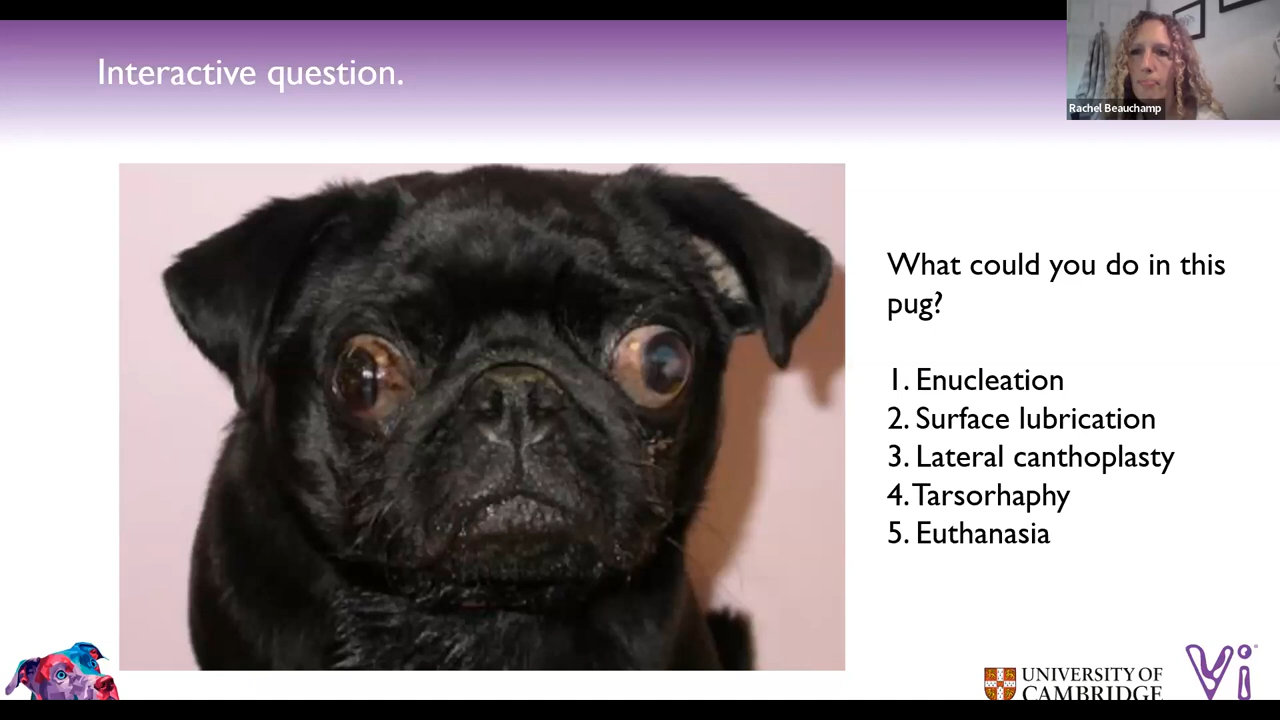 Interactive question.
Rachel Beauchamp
What could you do in this
pug?
1. Enucleation
2. Surface lubrication
3. Lateral canthoplasty
4. Tarsorhaphy
5. Euthanasia
UNIVERSITY OF
CAMBRIDGE
Vi